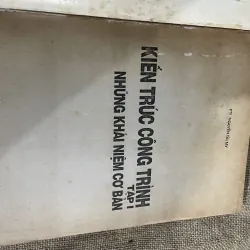 KIẾN TRÚC CÔNG TRÌNH
TẬP I
NHỮNG KHÁI NIỆM CƠ BẢN